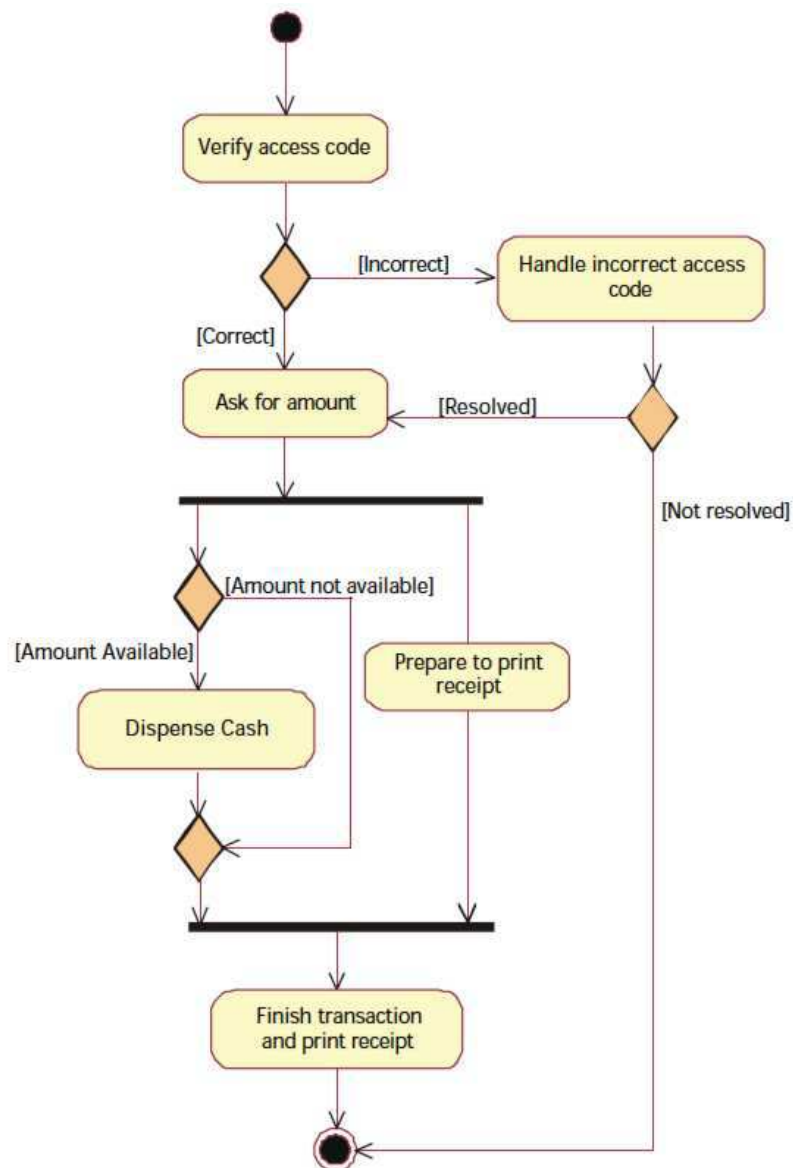 Verify access code
[Incorrect]
Handle incorrect access
code
[Correct]
Ask for amount
[Resolved]
[Not resolved]
[Amount not available]
[Amount Available]
Prepare to print
receipt
Dispense Cash
Finish transaction
and print receipt